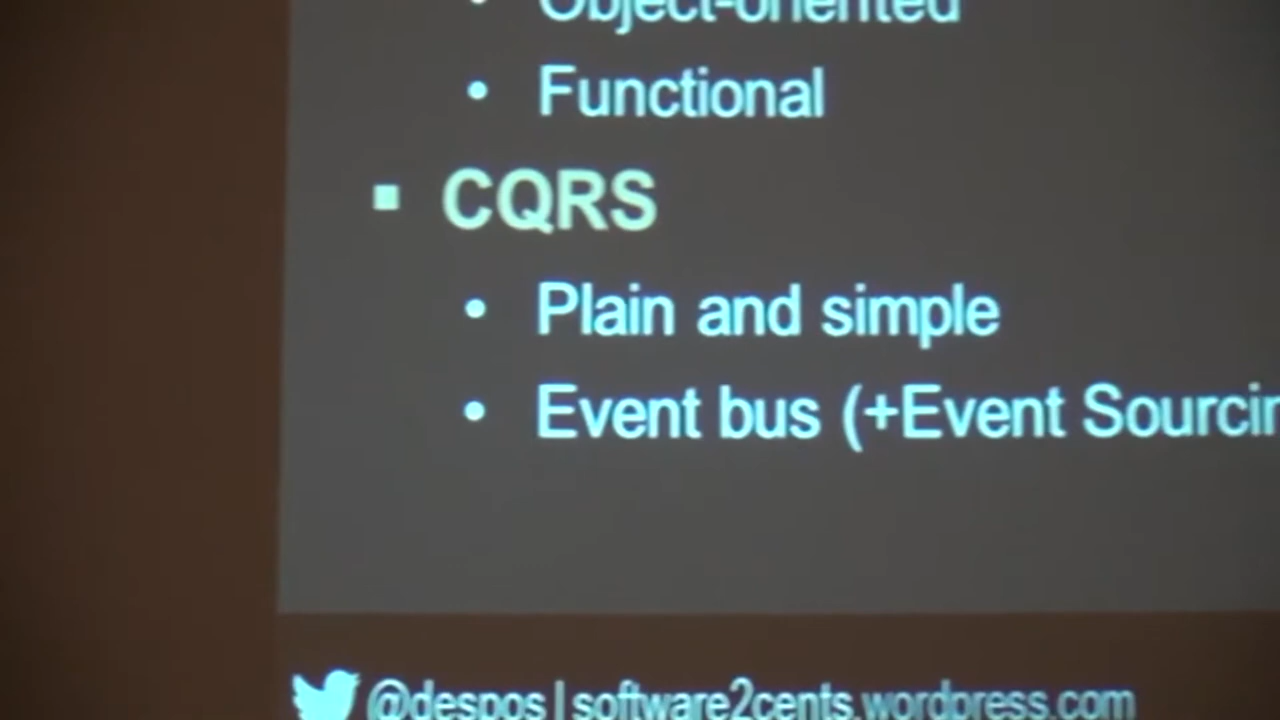 • Object-oriented
• Functional
▪ CQRS
• Plain and simple
• Event bus (+Event Sourcin
@despos | software2cents.wordpress.com